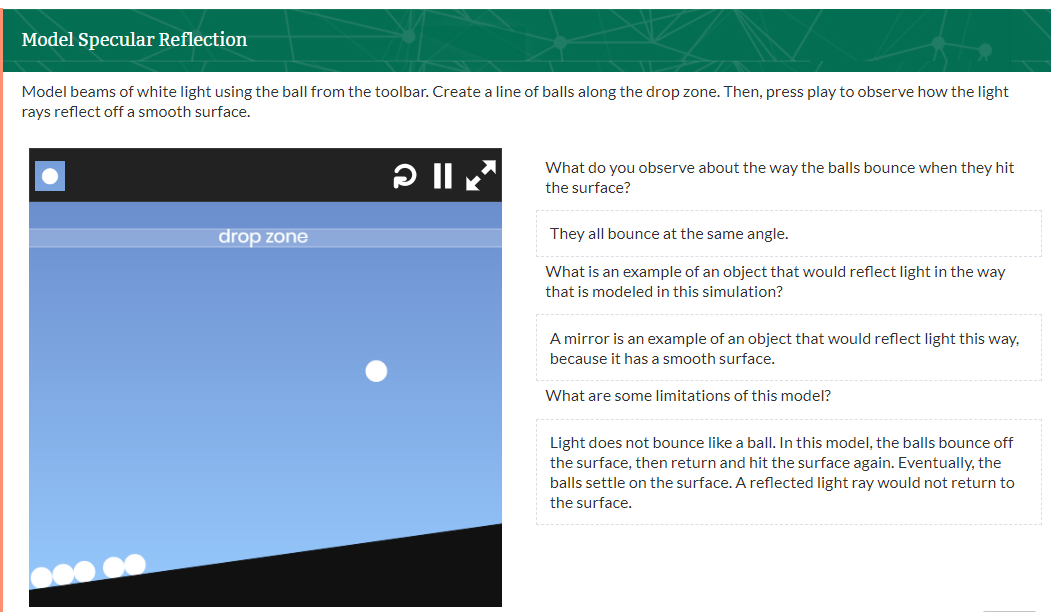 Model Specular Reflection
Model beams of white light using the ball from the toolbar. Create a line of balls along the drop zone. Then, press play to observe how the light
rays reflect off a smooth surface.
drop zone
What do you observe about the way the balls bounce when they hit
the surface?
They all bounce at the same angle.
What is an example of an object that would reflect light in the way
that is modeled in this simulation?
A mirror is an example of an object that would reflect light this way,
because it has a smooth surface.
What are some limitations of this model?
Light does not bounce like a ball. In this model, the balls bounce off
the surface, then return and hit the surface again. Eventually, the
balls settle on the surface. A reflected light ray would not return to
the surface.